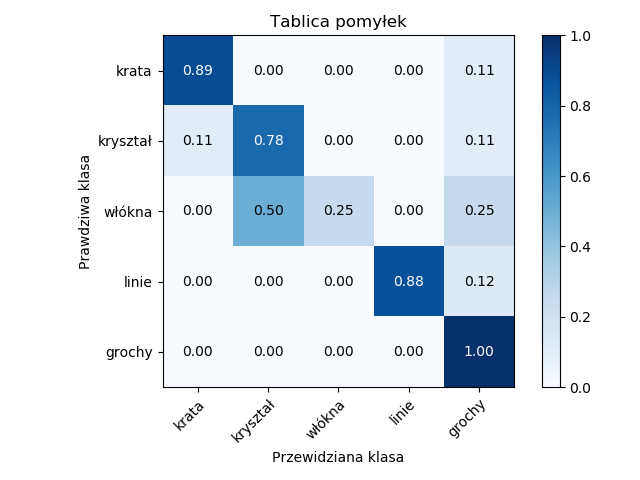 Tablica pomyłek
Prawdziwa klasa
krata 0.89 0.00 0.00 0.00 0.11
kryształ 0.11 0.78 0.00 0.00 0.11
włókna 0.00 0.50 0.25 0.00 0.25
linie 0.00 0.00 0.00 0.88 0.12
grochy 0.00 0.00 0.00 0.00 1.00
krata kryształ włókna linie grochy
Przewidziana klasa
1.0
0.8
0.6
0.4
0.2
0.0